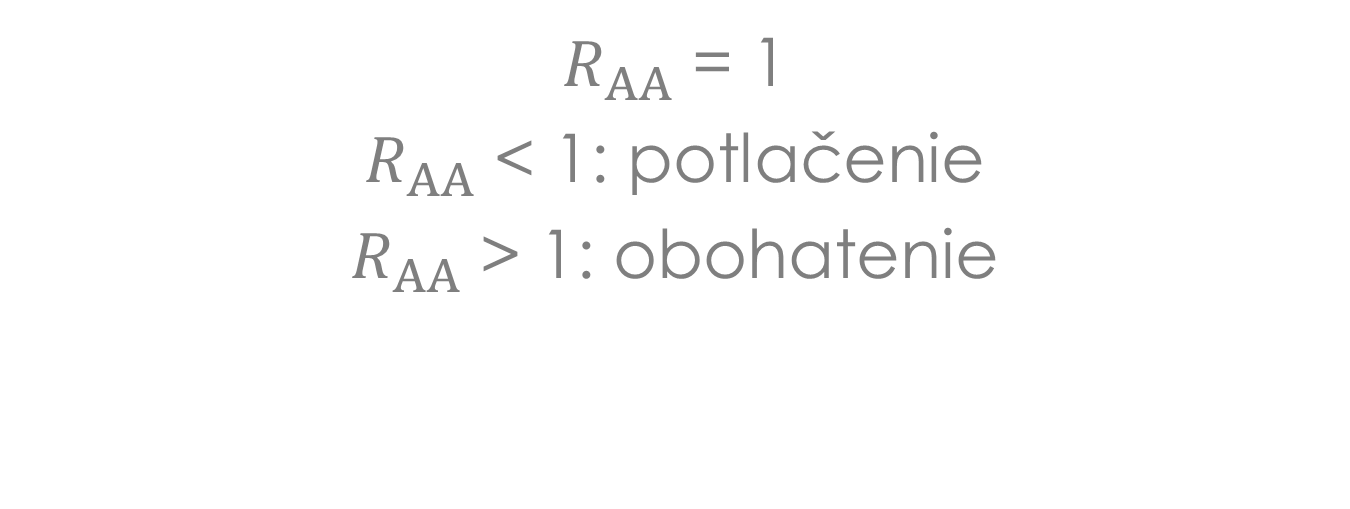 R_AA = 1
R_AA < 1: potlačenie
R_AA > 1: obohatenie